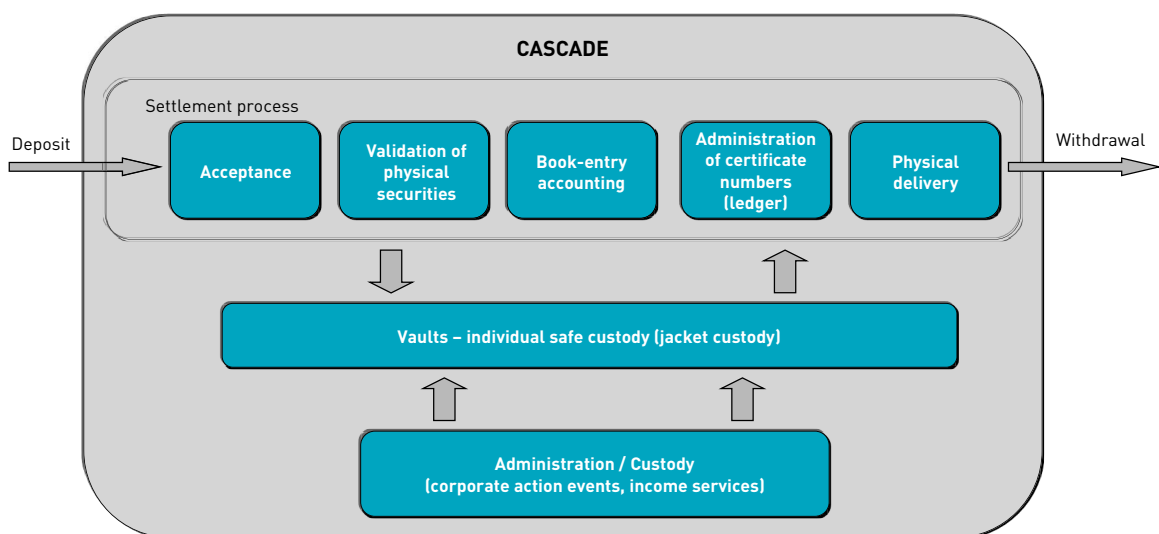 CASCADE
Settlement process
Deposit
Acceptance
Validation of
physical
securities
Book-entry
accounting
Administration
of certificate
numbers
(ledger)
Physical
delivery
Withdrawal
Vaults – individual safe custody (jacket custody)
Administration / Custody
(corporate action events, income services)